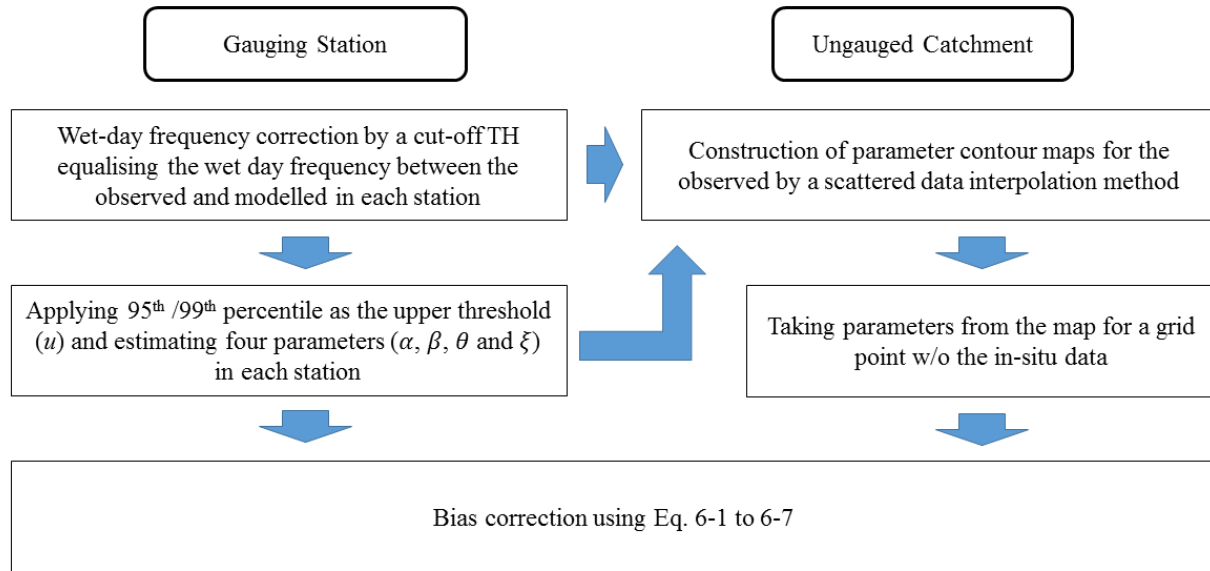 Gauging Station
Ungauged Catchment
Wet-day frequency correction by a cut-off TH
equalising the wet day frequency between the
observed and modelled in each station
Construction of parameter contour maps for the
observed by a scattered data interpolation method
Applying 95th /99th percentile as the upper threshold
(u) and estimating four parameters (α, β, θ and ξ)
in each station
Taking parameters from the map for a grid
point w/o the in-situ data
Bias correction using Eq. 6-1 to 6-7